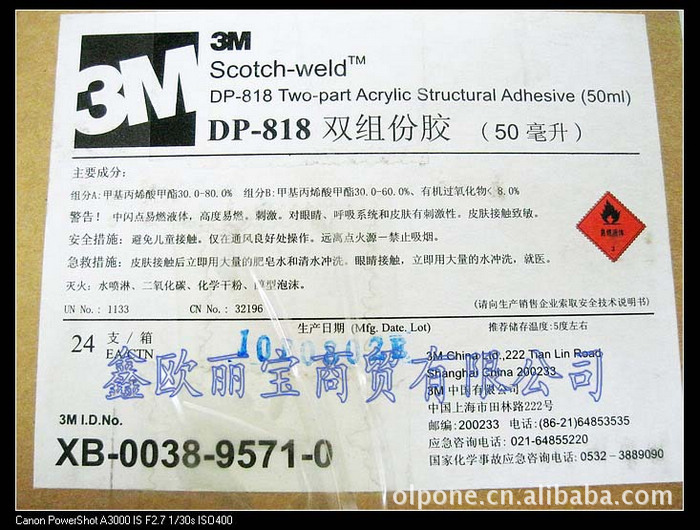 3M
3M
Scotch-weld™
DP-818 Two-part Acrylic Structural Adhesive (50ml)
DP-818 双组份胶 (50毫升)
主要成分:
组分A:甲基丙烯酸甲酯30.0-80.0% 组分B:甲基丙烯酸甲酯30.0-60.0%、有机过氧化物< 8.0%
警告! 中闪点易燃液体，高度易燃。刺激。对眼睛、呼吸系统和皮肤有刺激性。皮肤接触致敏。
安全措施: 避免儿童接触。仅在通风良好处操作。远离点火源—禁止吸烟。
急救措施: 皮肤接触后立即用大量的肥皂水和清水冲洗。眼睛接触，立即用大量的水冲洗，就医。
灭火: 水喷淋、二氧化碳、化学干粉、醇型泡沫。
易燃液体
3
UN No.: 1133 CN No.: 32196 (请向生产销售企业索取安全技术说明书)
生产日期 (Mfg. Date. Lot) 推荐储存温度:5度左右
24 支/箱
EA/CTN
3M China Ltd.,222 Tian Lin Road
Shanghai China 200233
鑫欧丽宝商贸有限公司
3M 中国有限公司
中国上海市田林路222号
3M I.D.No.
邮编:200233 电话: (86-21)64853535
XB-0038-9571-0
应急咨询电话: 021-64855220
国家化学事故应急咨询电话: 0532-3889090
olpone.cn.alibaba.com
Canon PowerShot A3000 IS F2.7 1/30s ISO400